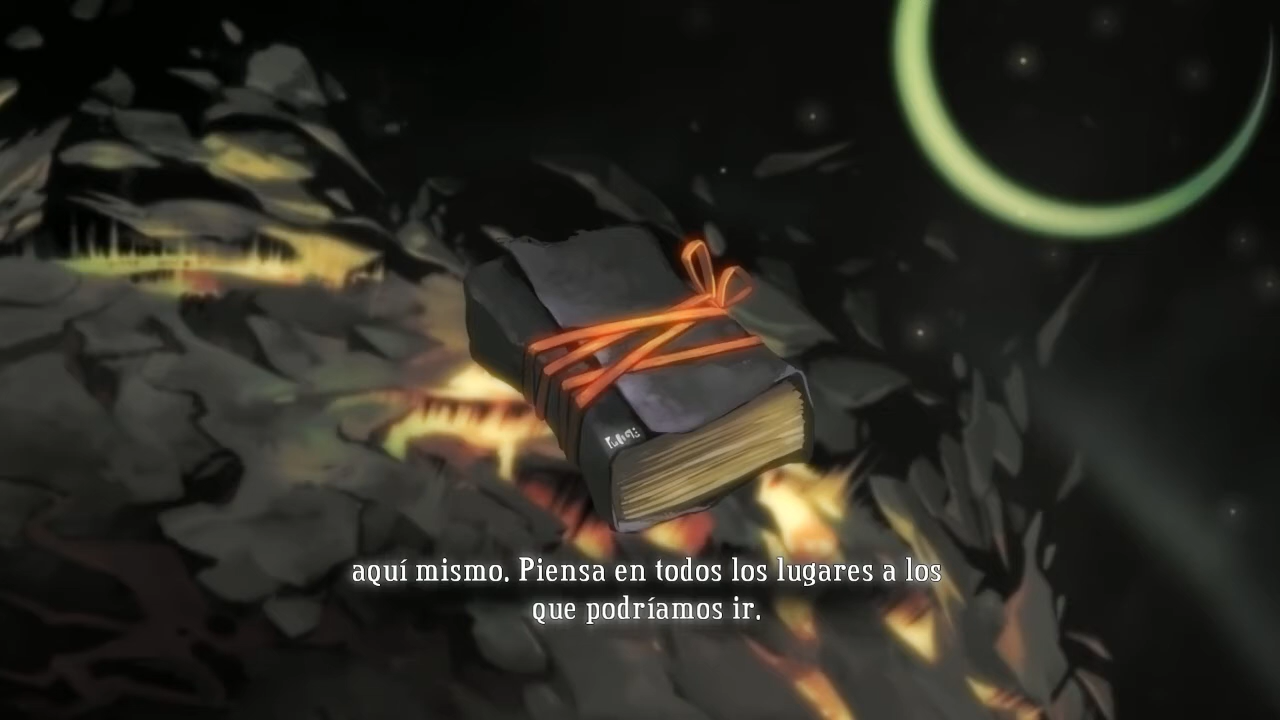 aquí mismo. Piensa en todos los lugares a los
que podríamos ir.